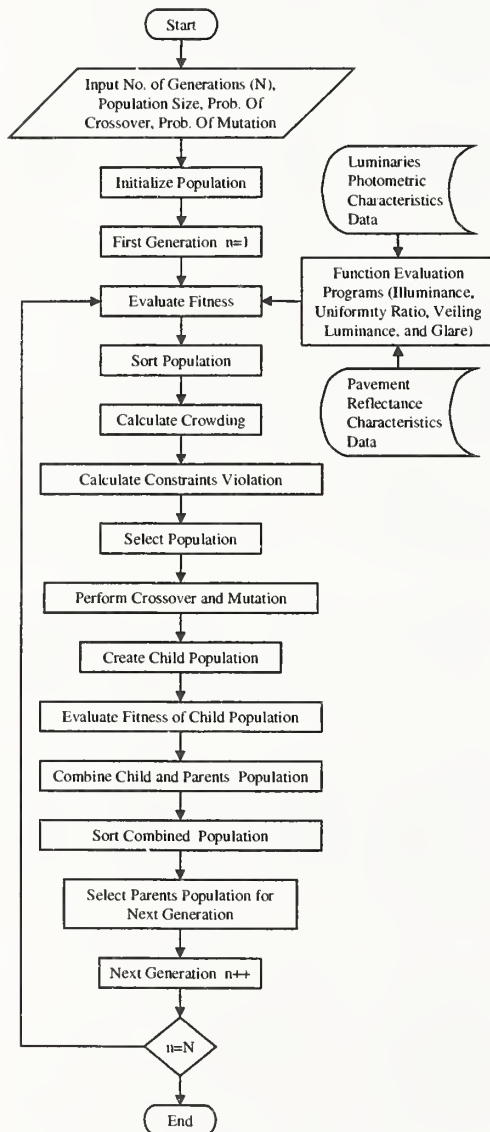 Start
Input No. of Generations (N),
Population Size, Prob. Of
Crossover, Prob. Of Mutation
Initialize Population
First Generation n=1
Evaluate Fitness
Sort Population
Calculate Crowding
Calculate Constraints Violation
Select Population
Perform Crossover and Mutation
Create Child Population
Evaluate Fitness of Child Population
Combine Child and Parents Population
Sort Combined Population
Select Parents Population for
Next Generation
Next Generation n++
n=N
End
Luminaries
Photometric
Characteristics
Data
Function Evaluation
Programs (Illuminance,
Uniformity Ratio, Veiling
Luminance, and Glare)
Pavement
Reflectance
Characteristics
Data